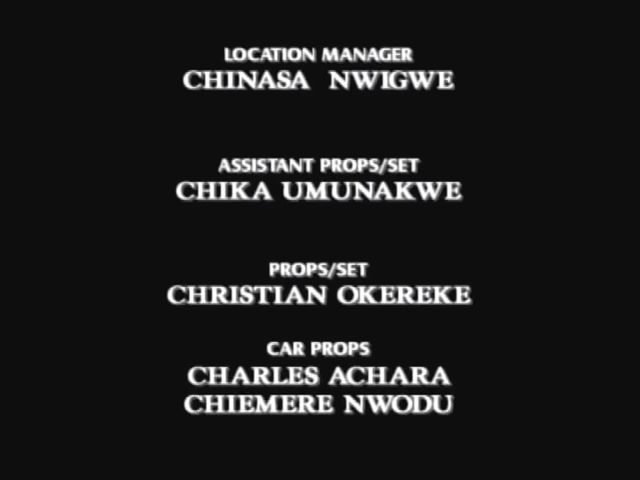 LOCATION MANAGER
CHINASA NWIGWE
ASSISTANT PROPS/SET
CHIKA UMUNAKWE
PROPS/SET
CHRISTIAN OKEREKE
CAR PROPS
CHARLES ACHARA
CHIEMERE NWODU